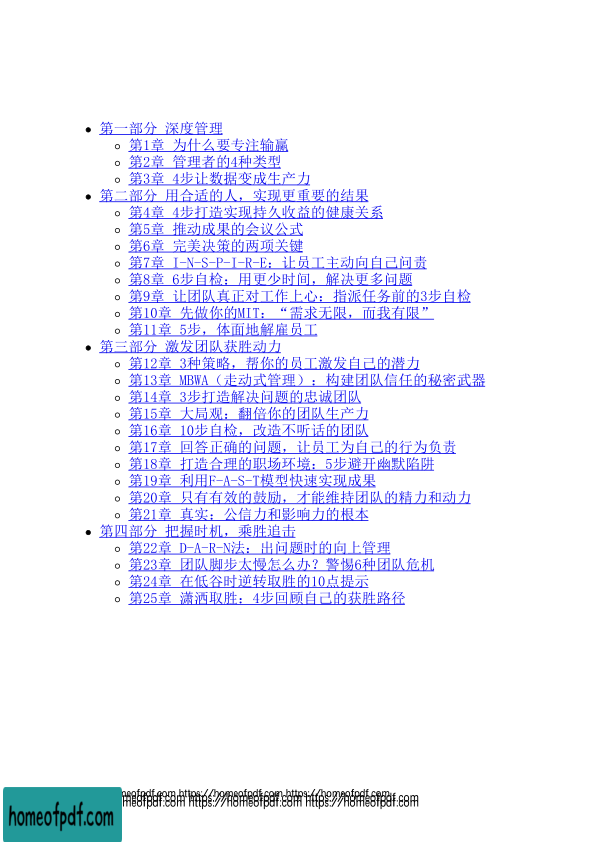 第一部分 深度管理
第1章 为什么要专注输赢
第2章 管理者的4种类型
第3章 4步让数据变成生产力
第二部分 用合适的人，实现更重要的结果
第4章 4步打造实现持久收益的健康关系
第5章 推动成果的会议公式
第6章 完美决策的两项关键
第7章 I-N-S-P-I-R-E：让员工主动向自己问责
第8章 6步自检：用更少时间，解决更多问题
第9章 让团队真正对工作上心：指派任务前的3步自检
第10章 先做你的MIT：“需求无限，而我有限”
第11章 5步，体面地解雇员工
第三部分 激发团队获胜动力
第12章 3种策略，帮你的员工激发自己的潜力
第13章 MBWA（走动式管理）：构建团队信任的秘密武器
第14章 3步打造解决问题的忠诚团队
第15章 大局观：翻倍你的团队生产力
第16章 10步自检，改造不听话的团队
第17章 回答正确的问题，让员工为自己的行为负责
第18章 打造合理的职场环境：5步避开幽默陷阱
第19章 利用F-A-S-T模型快速实现成果
第20章 只有有效的鼓励，才能维持团队的精力和动力
第21章 真实：公信力和影响力的根本
第四部分 把握时机，乘胜追击
第22章 D-A-R-N法：出问题时的向上管理
第23章 团队脚步太慢怎么办？警惕6种团队危机
第24章 在低谷时逆转取胜的10点提示
第25章 潇洒取胜：4步回顾自己的获胜路径
homeofpdf.com https://homeofpdf.com https://homeofpdf.com
homeofpdf.com https://homeofpdf.com https://homeofpdf.com
homeofpdf.com